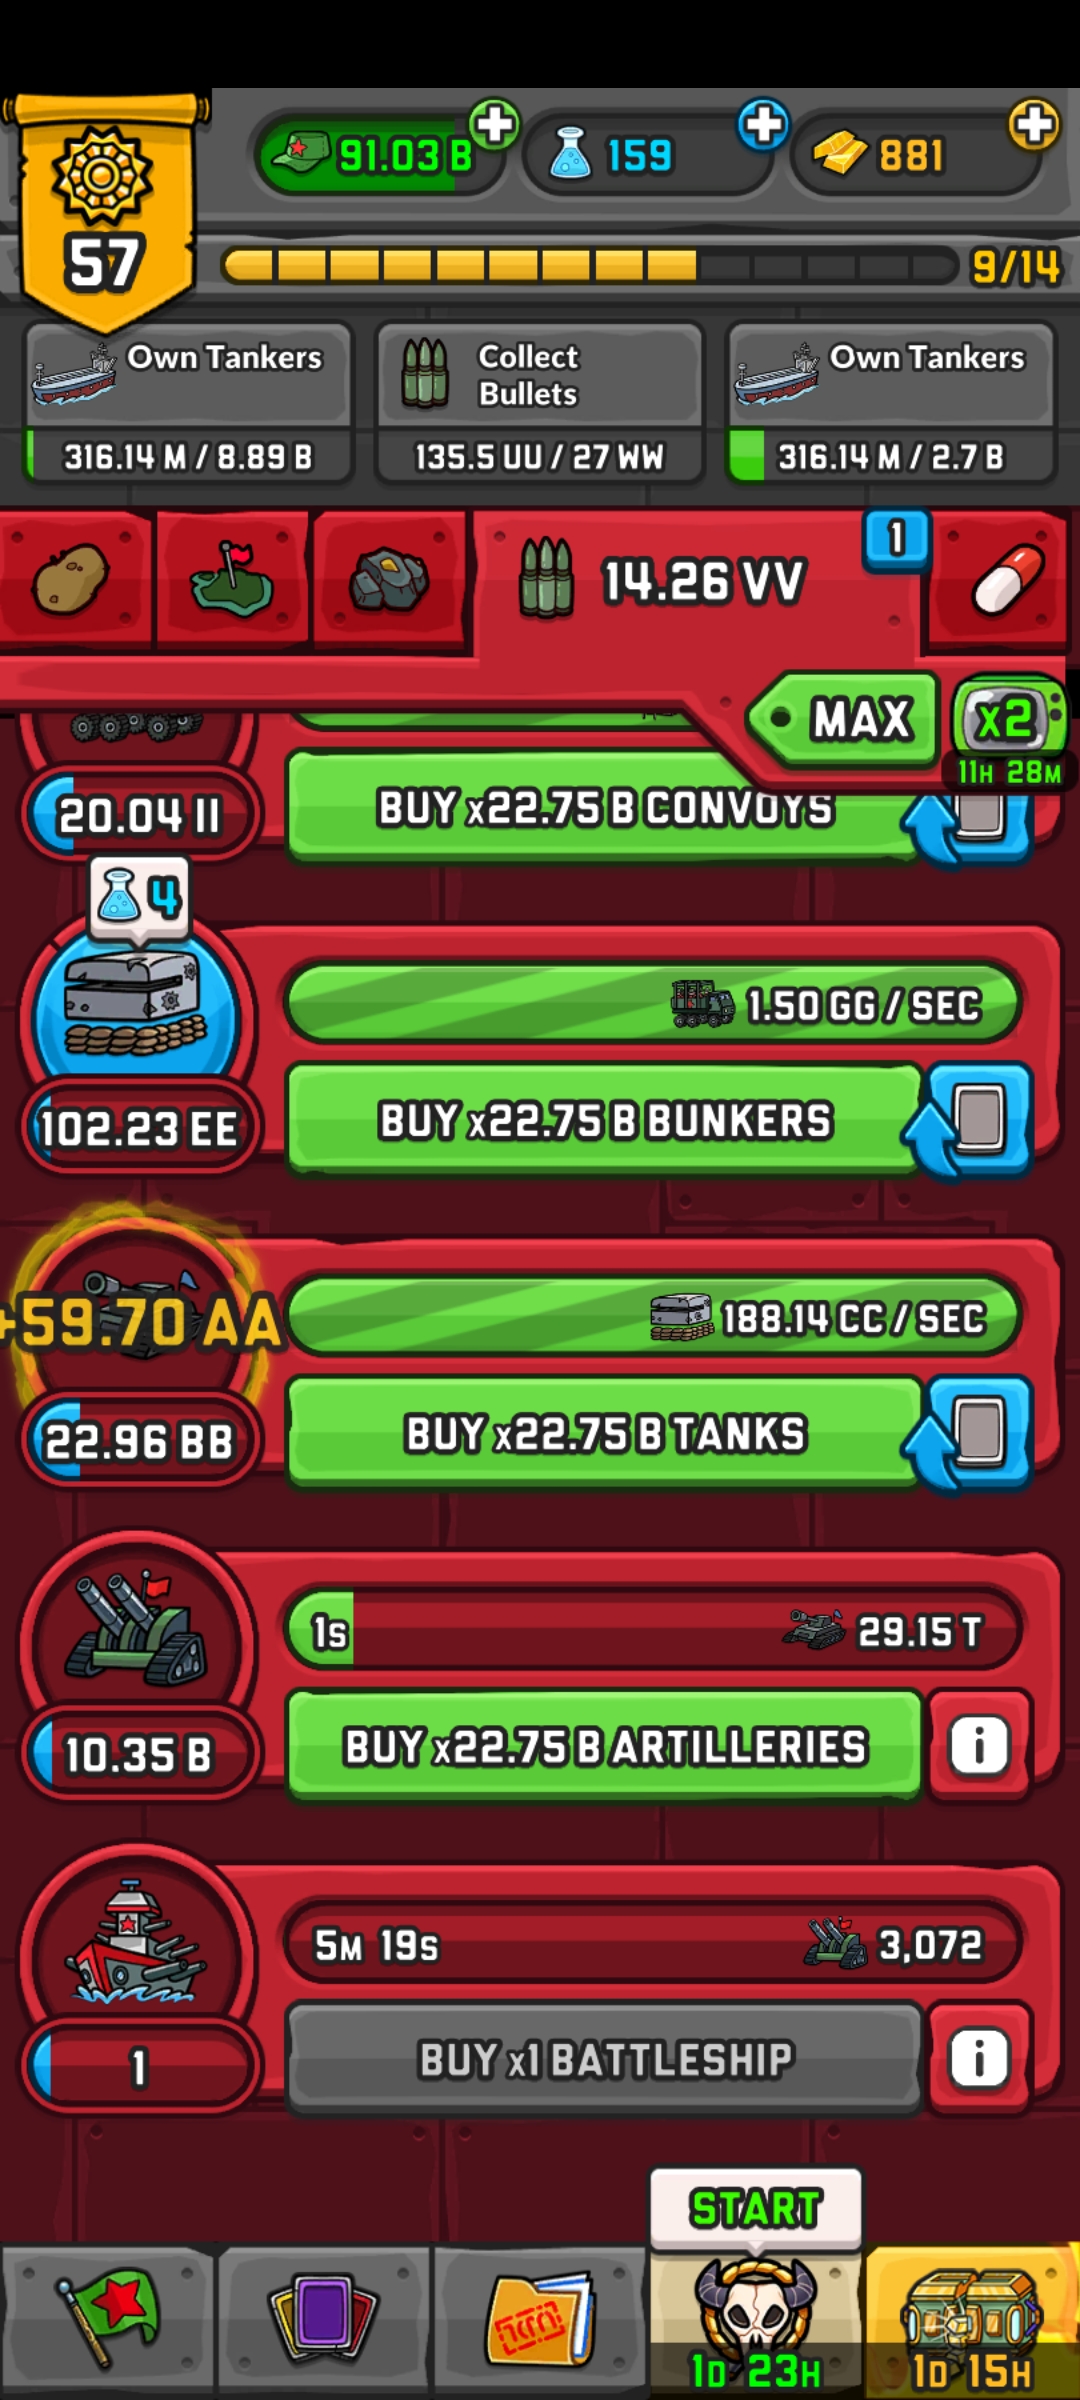 91.03 B
159
881
57
9/14
Own Tankers
316.14 M / 8.89 B
Collect
Bullets
135.5 UU / 27 WW
Own Tankers
316.14 M / 2.7 B
14.26 VV
1
MAX
x2
11H 28M
20.04 II
BUY x22.75 B CONVOYS
4
1.50 GG / SEC
102.23 EE
BUY x22.75 B BUNKERS
+59.70 AA
188.14 CC / SEC
22.96 BB
BUY x22.75 B TANKS
1S
29.15 T
10.35 B
BUY x22.75 B ARTILLERIES
i
5M 19S
3,072
1
BUY x1 BATTLESHIP
i
START
1D 23H
1D 15H